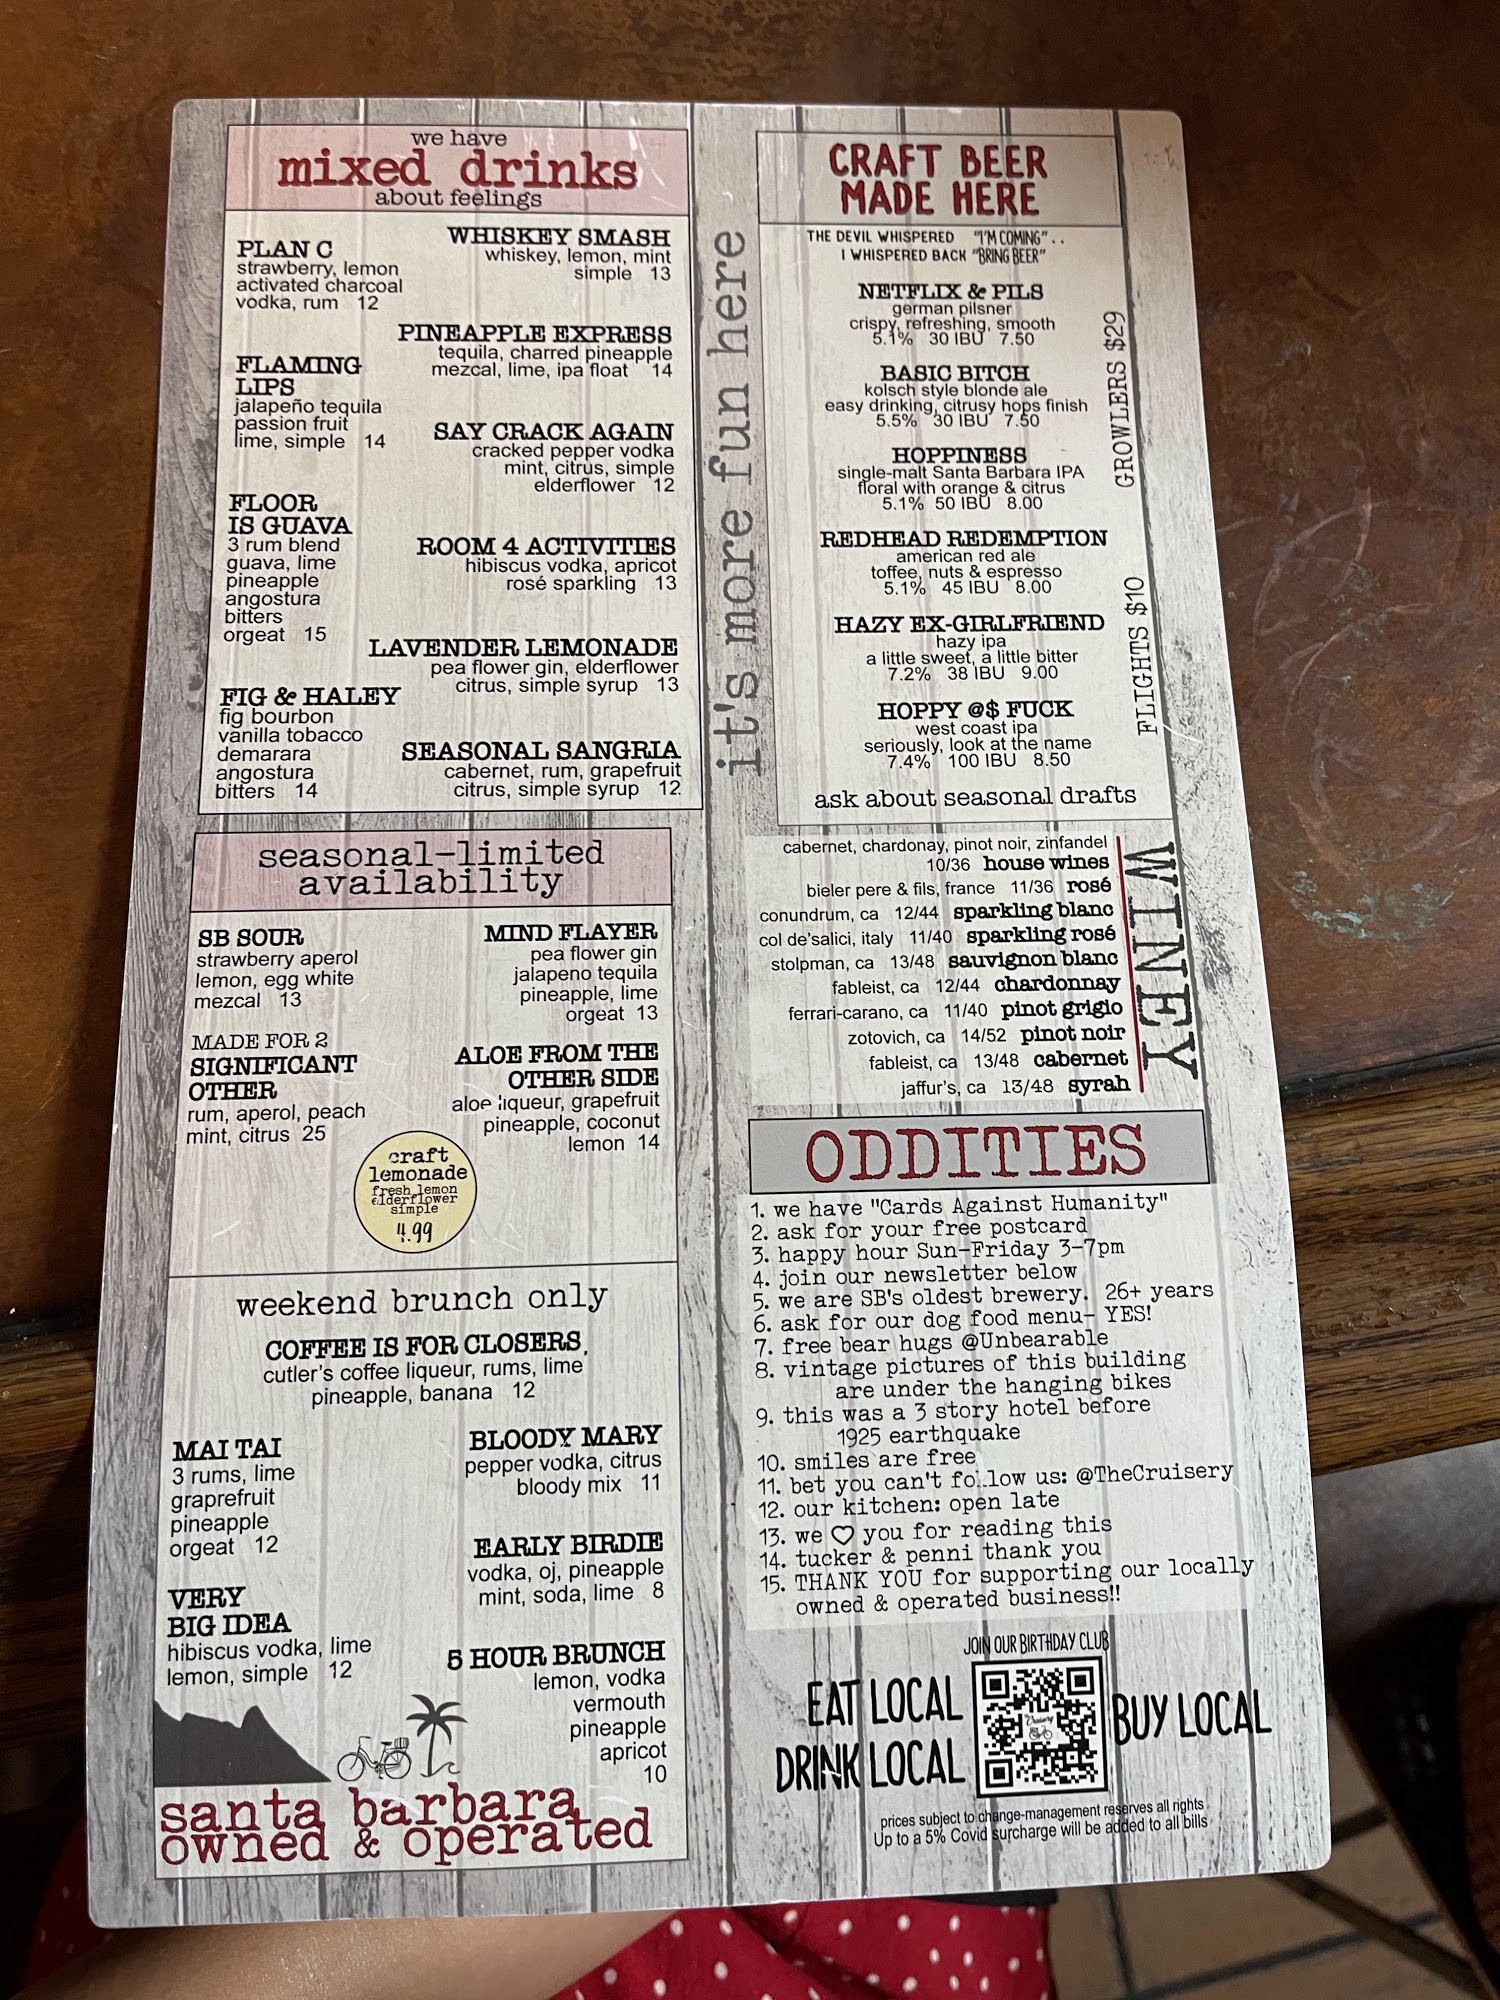 we have
mixed drinks
about feelings
PLAN C
strawberry, lemon
activated charcoal
vodka, rum 12
FLAMING
LIPS
jalapeño tequila
passion fruit
lime, simple 14
FLOOR
IS GUAVA
3 rum blend
guava, lime
pineapple
angostura
bitters
orgeat 15
FIG & HALEY
fig bourbon
vanilla tobacco
demarara
angostura
bitters 14
WHISKEY SMASH
whiskey, lemon, mint
simple 13
PINEAPPLE EXPRESS
tequila, charred pineapple
mezcal, lime, ipa float 14
SAY CRACK AGAIN
cracked pepper vodka
mint, citrus, simple
elderflower 12
ROOM 4 ACTIVITIES
hibiscus vodka, apricot
rosé sparkling 13
LAVENDER LEMONADE
pea flower gin, elderflower
citrus, simple syrup 13
SEASONAL SANGRIA
cabernet, rum, grapefruit
citrus, simple syrup 12
seasonal-limited
availability
SB SOUR
strawberry aperol
lemon, egg white
mezcal 13
MADE FOR 2
SIGNIFICANT
OTHER
rum, aperol, peach
mint, citrus 25
MIND FLAYER
pea flower gin
jalapeno tequila
pineapple, lime
orgeat 13
ALOE FROM THE
OTHER SIDE
aloe liqueur, grapefruit
pineapple, coconut
lemon 14
craft
lemonade
fresh lemon
elderflower
simple
4.99
weekend brunch only
COFFEE IS FOR CLOSERS
cutler's coffee liqueur, rums, lime
pineapple, banana 12
MAI TAI
3 rums, lime
graprefruit
pineapple
orgeat 12
VERY
BIG IDEA
hibiscus vodka, lime
lemon, simple 12
BLOODY MARY
pepper vodka, citrus
bloody mix 11
EARLY BIRDIE
vodka, oj, pineapple
mint, soda, lime 8
5 HOUR BRUNCH
lemon, vodka
vermouth
pineapple
apricot
10
santa barbara
owned & operated
it's more fun here
CRAFT BEER
MADE HERE
THE DEVIL WHISPERED "I'M COMING"..
I WHISPERED BACK "BRING BEER"
NETFLIX & PILS
german pilsner
crispy, refreshing, smooth
5.1% 30 IBU 7.50
BASIC BITCH
kolsch style blonde ale
easy drinking, citrusy hops finish
5.5% 30 IBU 7.50
HOPPINESS
single-malt Santa Barbara IPA
floral with orange & citrus
5.1% 50 IBU 8.00
REDHEAD REDEMPTION
american red ale
toffee, nuts & espresso
5.1% 45 IBU 8.00
HAZY EX-GIRLFRIEND
hazy ipa
a little sweet, a little bitter
7.2% 38 IBU 9.00
HOPPY @$ FUCK
west coast ipa
seriously, look at the name
7.4% 100 IBU 8.50
ask about seasonal drafts
GROWLERS $29
FLIGHTS $10
cabernet, chardonay, pinot noir, zinfandel
10/36 house wines
bieler pere & fils, france 11/36 rosé
conundrum, ca 12/44 sparkling blanc
col de'salici, italy 11/40 sparkling rosé
stolpman, ca 13/48 sauvignon blanc
fableist, ca 12/44 chardonnay
ferrari-carano, ca 11/40 pinot grigio
zotovich, ca 14/52 pinot noir
fableist, ca 13/48 cabernet
jaffur's, ca 13/48 syrah
WINEY
ODDITIES
1. we have "Cards Against Humanity"
2. ask for your free postcard
3. happy hour Sun-Friday 3-7pm
4. join our newsletter below
5. we are SB's oldest brewery. 26+ years
6. ask for our dog food menu- YES!
7. free bear hugs @Unbearable
8. vintage pictures of this building
are under the hanging bikes
9. this was a 3 story hotel before
1925 earthquake
10. smiles are free
11. bet you can't follow us: @TheCruisery
12. our kitchen: open late
13. we ♡ you for reading this
14. tucker & penni thank you
15. THANK YOU for supporting our locally
owned & operated business!!
JOIN OUR BIRTHDAY CLUB
EAT LOCAL
DRINK LOCAL
Cruisery
BUY LOCAL
prices subject to change-management reserves all rights
Up to a 5% Covid surcharge will be added to all bills